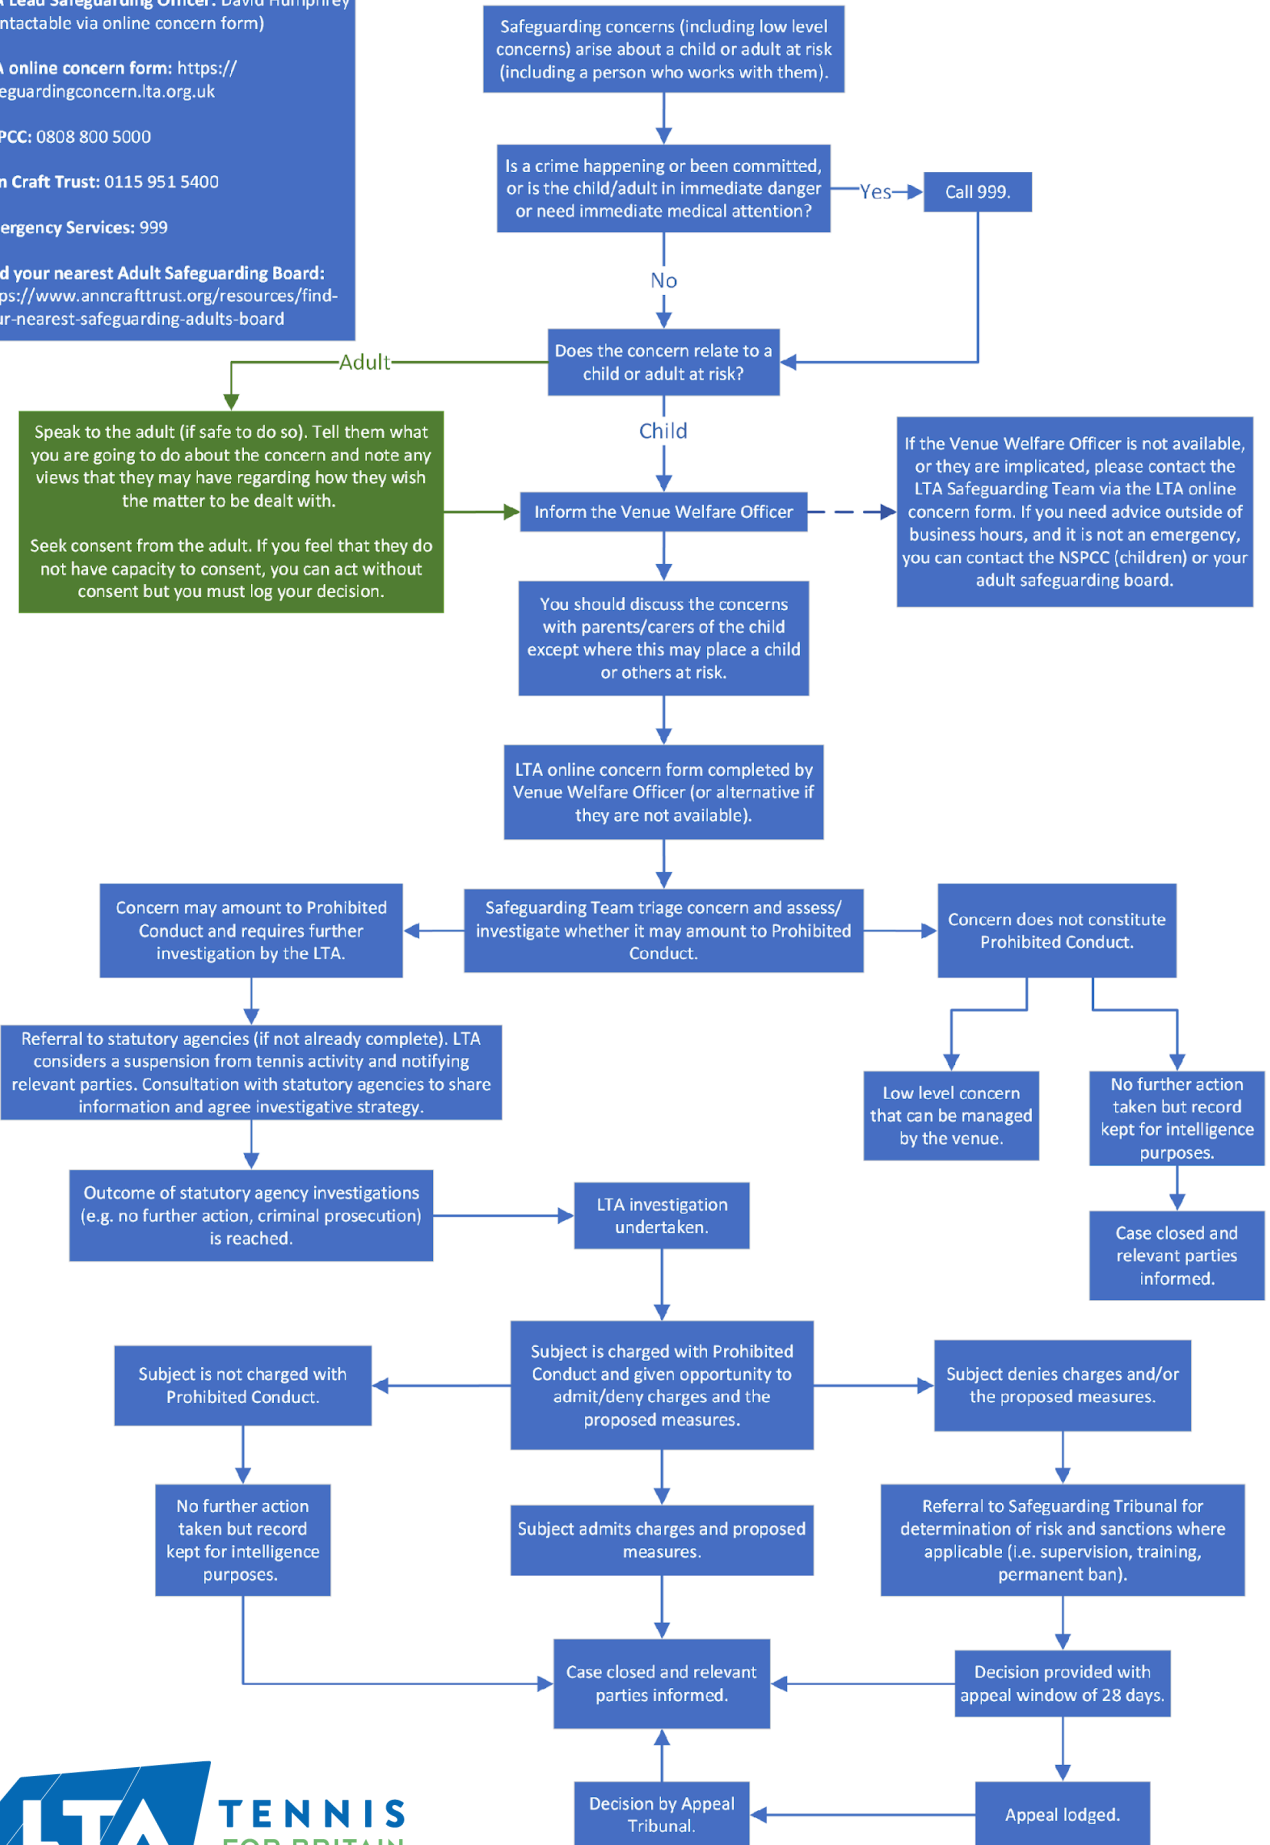 Lead Safeguarding Officer: David Humphrey
ntactable via online concern form)
online concern form: https://
eguardingconcern.lta.org.uk
PCC: 0808 800 5000
n Craft Trust: 0115 951 5400
ergency Services: 999
d your nearest Adult Safeguarding Board:
ps://www.anncrafttrust.org/resources/find-
ur-nearest-safeguarding-adults-board
Safeguarding concerns (including low level
concerns) arise about a child or adult at risk
(including a person who works with them).
Is a crime happening or been committed,
or is the child/adult in immediate danger
or need immediate medical attention?
Yes
Call 999.
No
Does the concern relate to a
child or adult at risk?
Adult
Child
Speak to the adult (if safe to do so). Tell them what
you are going to do about the concern and note any
views that they may have regarding how they wish
the matter to be dealt with.
Seek consent from the adult. If you feel that they do
not have capacity to consent, you can act without
consent but you must log your decision.
Inform the Venue Welfare Officer
If the Venue Welfare Officer is not available,
or they are implicated, please contact the
LTA Safeguarding Team via the LTA online
concern form. If you need advice outside of
business hours, and it is not an emergency,
you can contact the NSPCC (children) or your
adult safeguarding board.
You should discuss the concerns
with parents/carers of the child
except where this may place a child
or others at risk.
LTA online concern form completed by
Venue Welfare Officer (or alternative if
they are not available).
Concern may amount to Prohibited
Conduct and requires further
investigation by the LTA.
Safeguarding Team triage concern and assess/
investigate whether it may amount to Prohibited
Conduct.
Concern does not constitute
Prohibited Conduct.
Referral to statutory agencies (if not already complete). LTA
considers a suspension from tennis activity and notifying
relevant parties. Consultation with statutory agencies to share
information and agree investigative strategy.
Low level concern
that can be managed
by the venue.
No further action
taken but record
kept for intelligence
purposes.
Outcome of statutory agency investigations
(e.g. no further action, criminal prosecution)
is reached.
LTA investigation
undertaken.
Case closed and
relevant parties
informed.
Subject is not charged with
Prohibited Conduct.
Subject is charged with Prohibited
Conduct and given opportunity to
admit/deny charges and the
proposed measures.
Subject denies charges and/or
the proposed measures.
No further action
taken but record
kept for intelligence
purposes.
Subject admits charges and proposed
measures.
Referral to Safeguarding Tribunal for
determination of risk and sanctions where
applicable (i.e. supervision, training,
permanent ban).
Case closed and relevant
parties informed.
Decision provided with
appeal window of 28 days.
Decision by Appeal
Tribunal.
Appeal lodged.
LTA
TENNIS
FOR BRITAIN